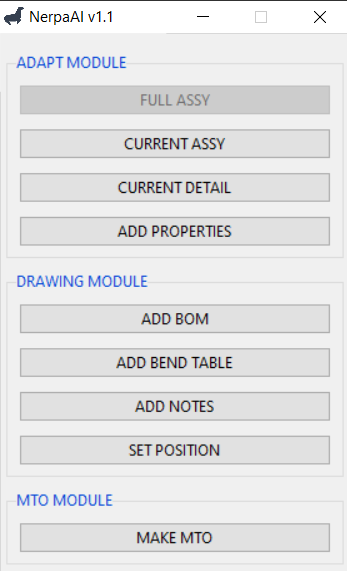 NerpaAI v1.1
ADAPT MODULE
FULL ASSY
CURRENT ASSY
CURRENT DETAIL
ADD PROPERTIES
DRAWING MODULE
ADD BOM
ADD BEND TABLE
ADD NOTES
SET POSITION
MTO MODULE
MAKE MTO